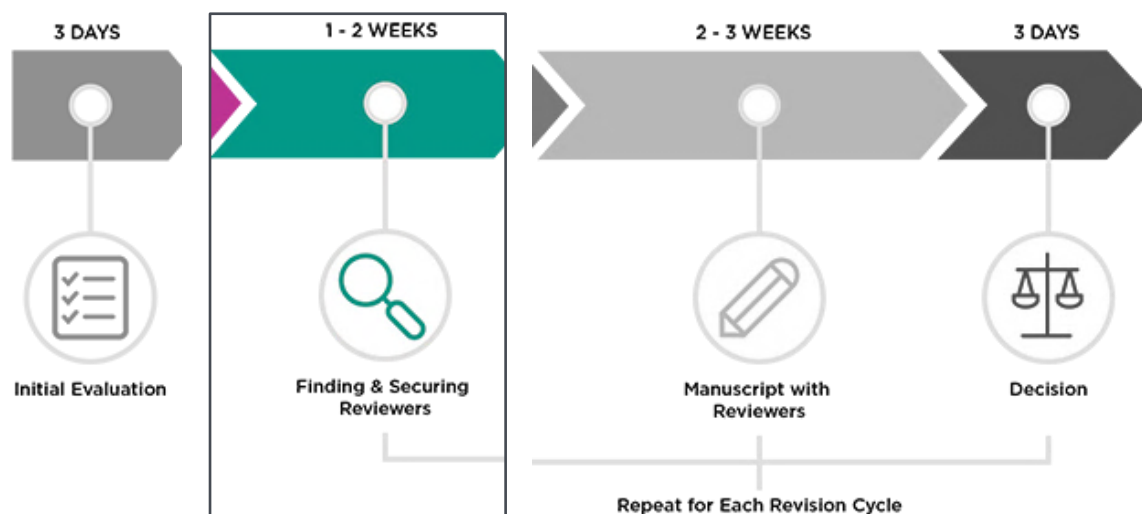 3 DAYS
1 - 2 WEEKS
2 - 3 WEEKS
3 DAYS
Initial Evaluation
Finding & Securing
Reviewers
Manuscript with
Reviewers
Decision
Repeat for Each Revision Cycle